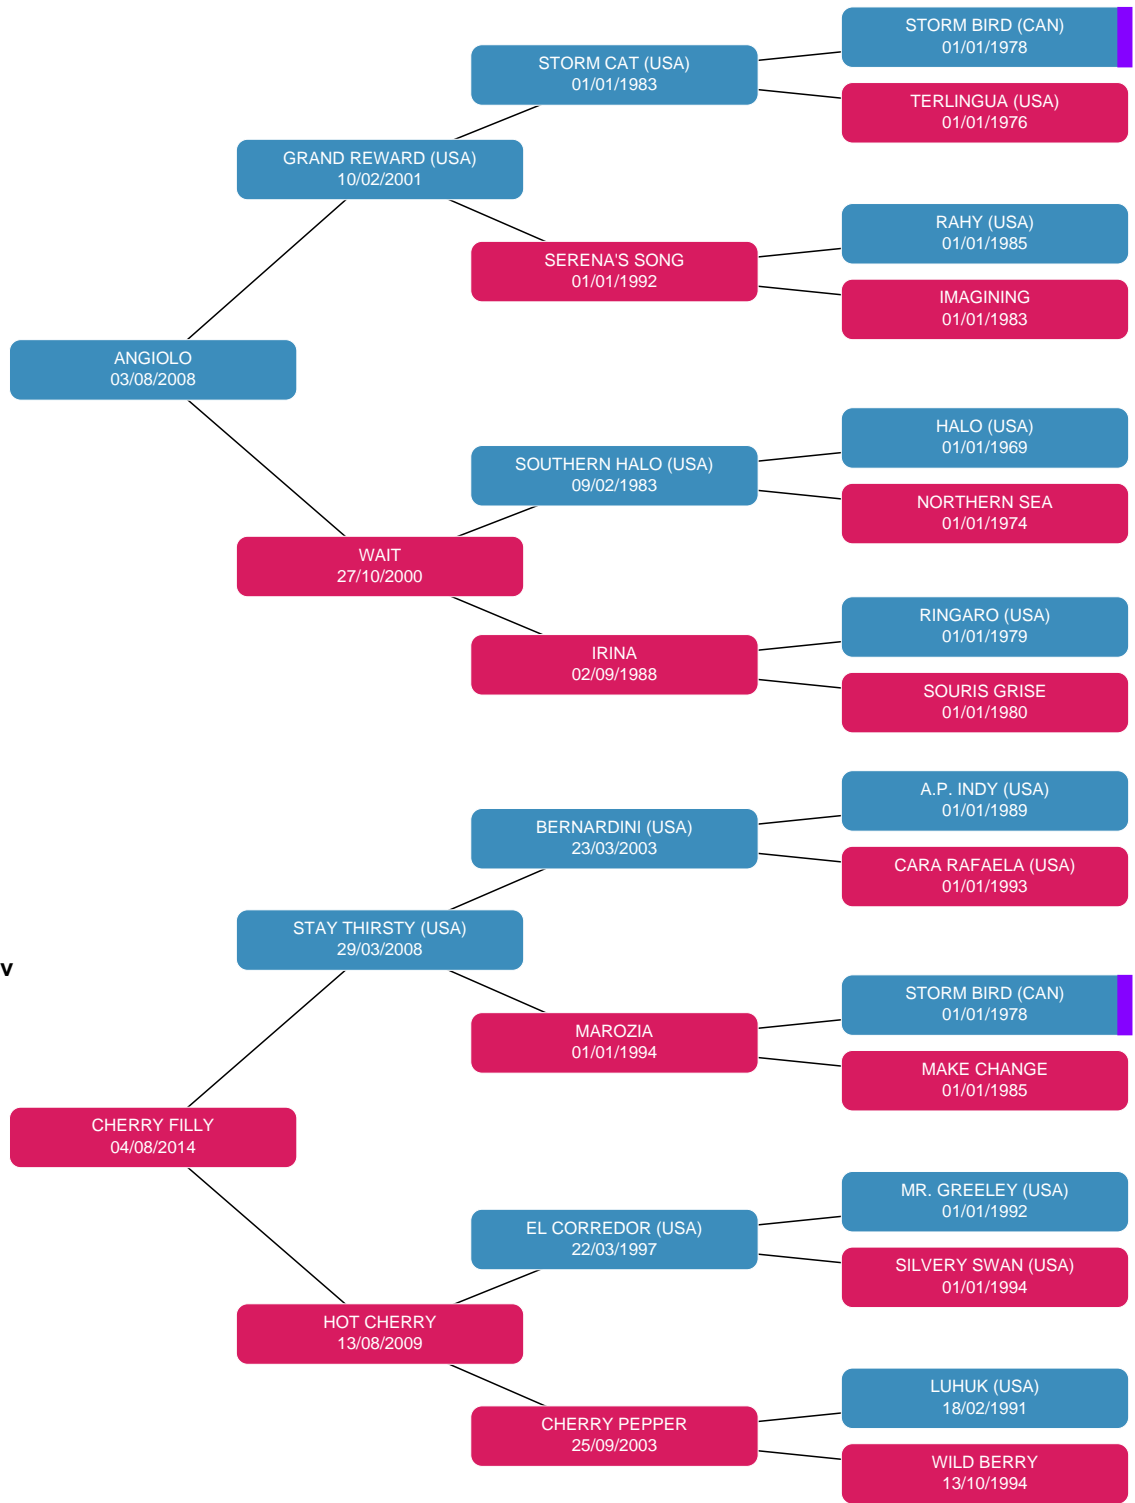 STORM BIRD (CAN)
01/01/1978
STORM CAT (USA)
01/01/1983
TERLINGUA (USA)
01/01/1976
GRAND REWARD (USA)
10/02/2001
RAHY (USA)
01/01/1985
SERENA'S SONG
01/01/1992
IMAGINING
01/01/1983
ANGIOLO
03/08/2008
HALO (USA)
01/01/1969
SOUTHERN HALO (USA)
09/02/1983
NORTHERN SEA
01/01/1974
WAIT
27/10/2000
RINGARO (USA)
01/01/1979
IRINA
02/09/1988
SOURIS GRISE
01/01/1980
A.P. INDY (USA)
01/01/1989
BERNARDINI (USA)
23/03/2003
CARA RAFAELA (USA)
01/01/1993
STAY THIRSTY (USA)
29/03/2008
v
STORM BIRD (CAN)
01/01/1978
MAROZIA
01/01/1994
MAKE CHANGE
01/01/1985
CHERRY FILLY
04/08/2014
MR. GREELEY (USA)
01/01/1992
EL CORREDOR (USA)
22/03/1997
SILVERY SWAN (USA)
01/01/1994
HOT CHERRY
13/08/2009
LUHUK (USA)
18/02/1991
CHERRY PEPPER
25/09/2003
WILD BERRY
13/10/1994